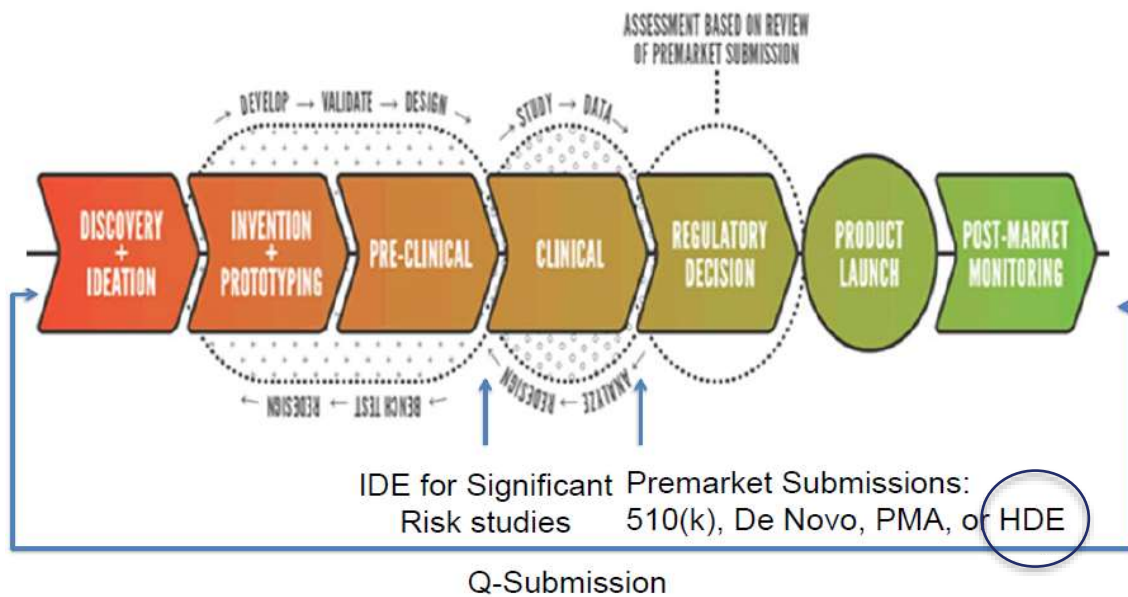 ASSESSMENT BASED ON REVIEW
OF PREMARKET SUBMISSION
→ DEVELOP → VALIDATE → DESIGN →
→ STUDY → DATA →
DISCOVERY
+
IDEATION
INVENTION
+
PROTOTYPING
PRE-CLINICAL
CLINICAL
REGULATORY
DECISION
PRODUCT
LAUNCH
POST-MARKET
MONITORING
← BENCH TEST ← REDESIGN ←
← ANALYZE ← REDESIGN ←
IDE for Significant
Risk studies
Premarket Submissions:
510(k), De Novo, PMA, or HDE
Q-Submission